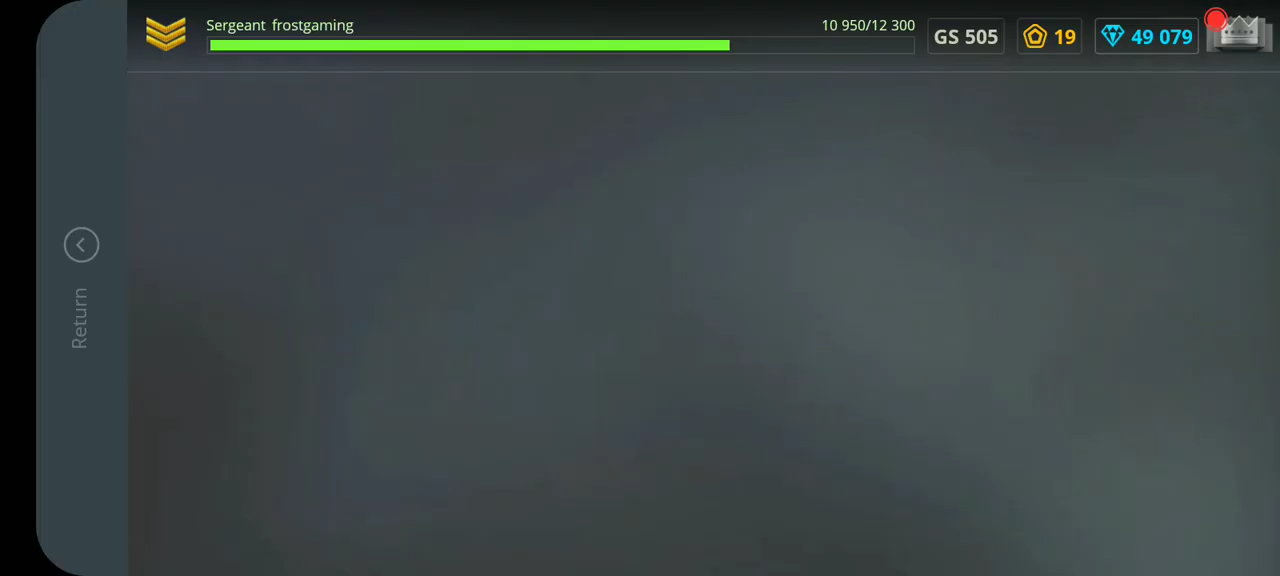 Sergeant frostgaming
10 950/12 300
GS 505
19
49 079
Return